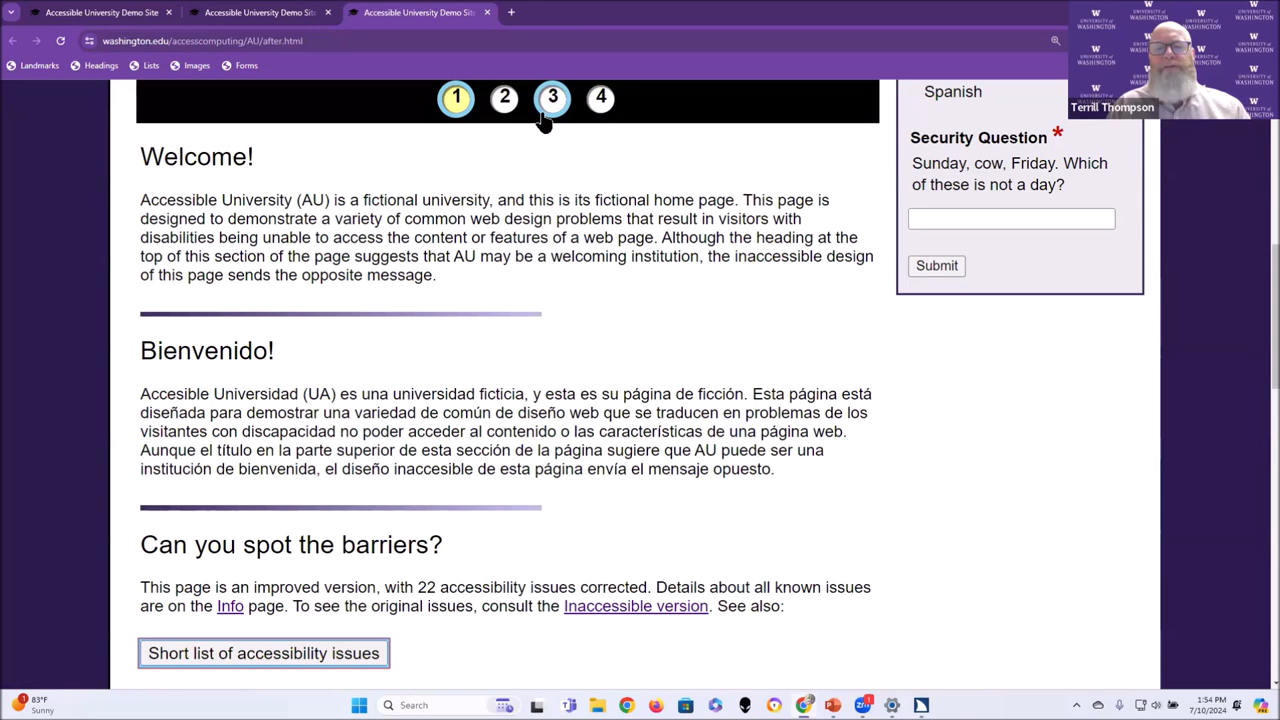 Accessible University Demo Site
Accessible University Demo Site
Accessible University Demo Site
washington.edu/accesscomputing/AU/after.html
Landmarks
Headings
Lists
Images
Forms
Terrill Thompson
1
2
3
4
Spanish
Security Question *
Sunday, cow, Friday. Which
of these is not a day?
Submit
Welcome!
Accessible University (AU) is a fictional university, and this is its fictional home page. This page is
designed to demonstrate a variety of common web design problems that result in visitors with
disabilities being unable to access the content or features of a web page. Although the heading at the
top of this section of the page suggests that AU may be a welcoming institution, the inaccessible design
of this page sends the opposite message.
Bienvenido!
Accesible Universidad (UA) es una universidad ficticia, y esta es su página de ficción. Esta página está
diseñada para demostrar una variedad de común de diseño web que se traducen en problemas de los
visitantes con discapacidad no poder acceder al contenido o las características de una página web.
Aunque el título en la parte superior de esta sección de la página sugiere que AU puede ser una
institución de bienvenida, el diseño inaccesible de esta página envía el mensaje opuesto.
Can you spot the barriers?
This page is an improved version, with 22 accessibility issues corrected. Details about all known issues
are on the Info page. To see the original issues, consult the Inaccessible version. See also:
Short list of accessibility issues
83°F
Sunny
Search
1:54 PM
7/10/2024